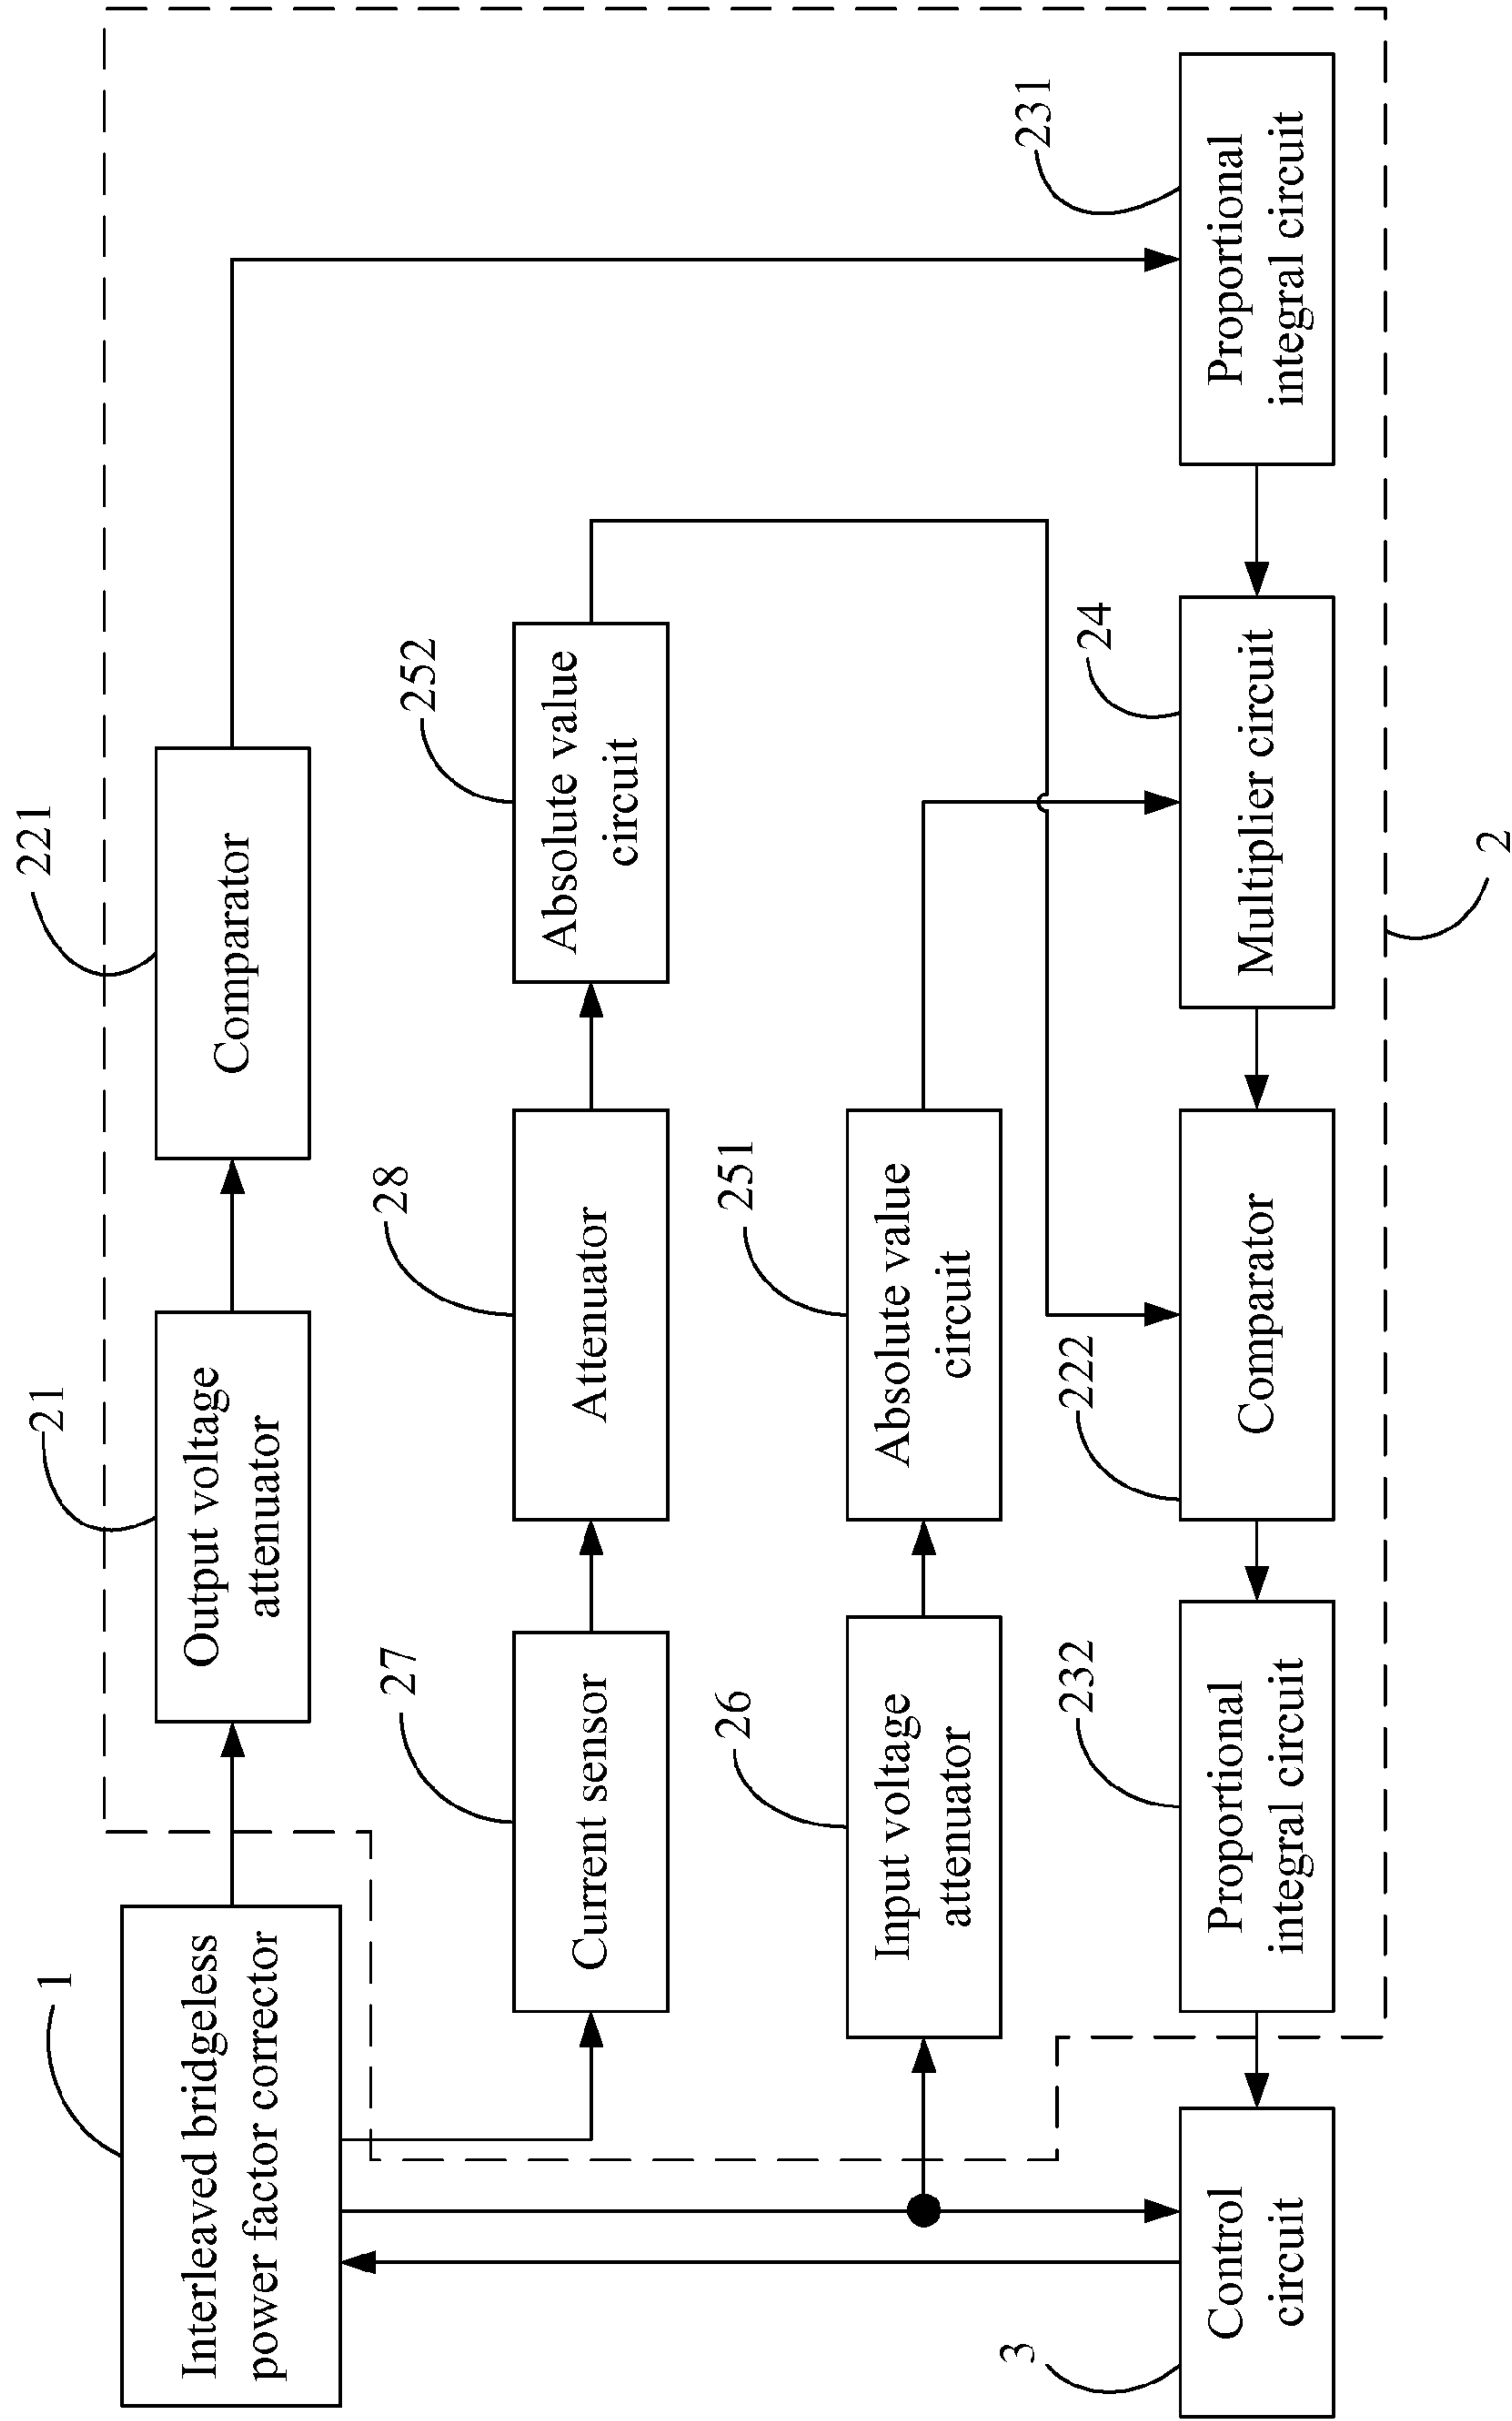 1
Interleaved bridgeless
power factor corrector
21
Output voltage
attenuator
221
Comparator
27
Current sensor
28
Attenuator
252
Absolute value
circuit
26
Input voltage
attenuator
251
Absolute value
circuit
3
Control
circuit
232
Proportional
integral circuit
222
Comparator
24
Multiplier circuit
231
Proportional
integral circuit
2